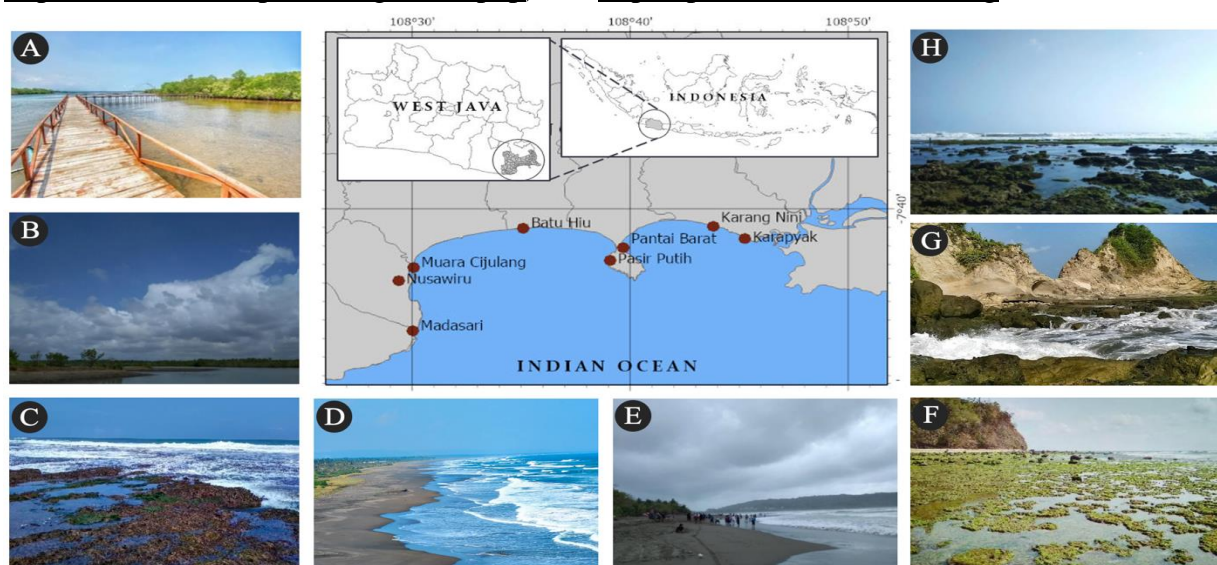 108°30'
108°40'
108°50'
A
H
WEST JAVA
INDONESIA
-7°40'
B
Karang Nini
Batu Hiu
G
Pantai Barat
Karapyak
Pasir Putih
Muara Cijulang
Nusawiru
Madasari
INDIAN OCEAN
C
D
E
F